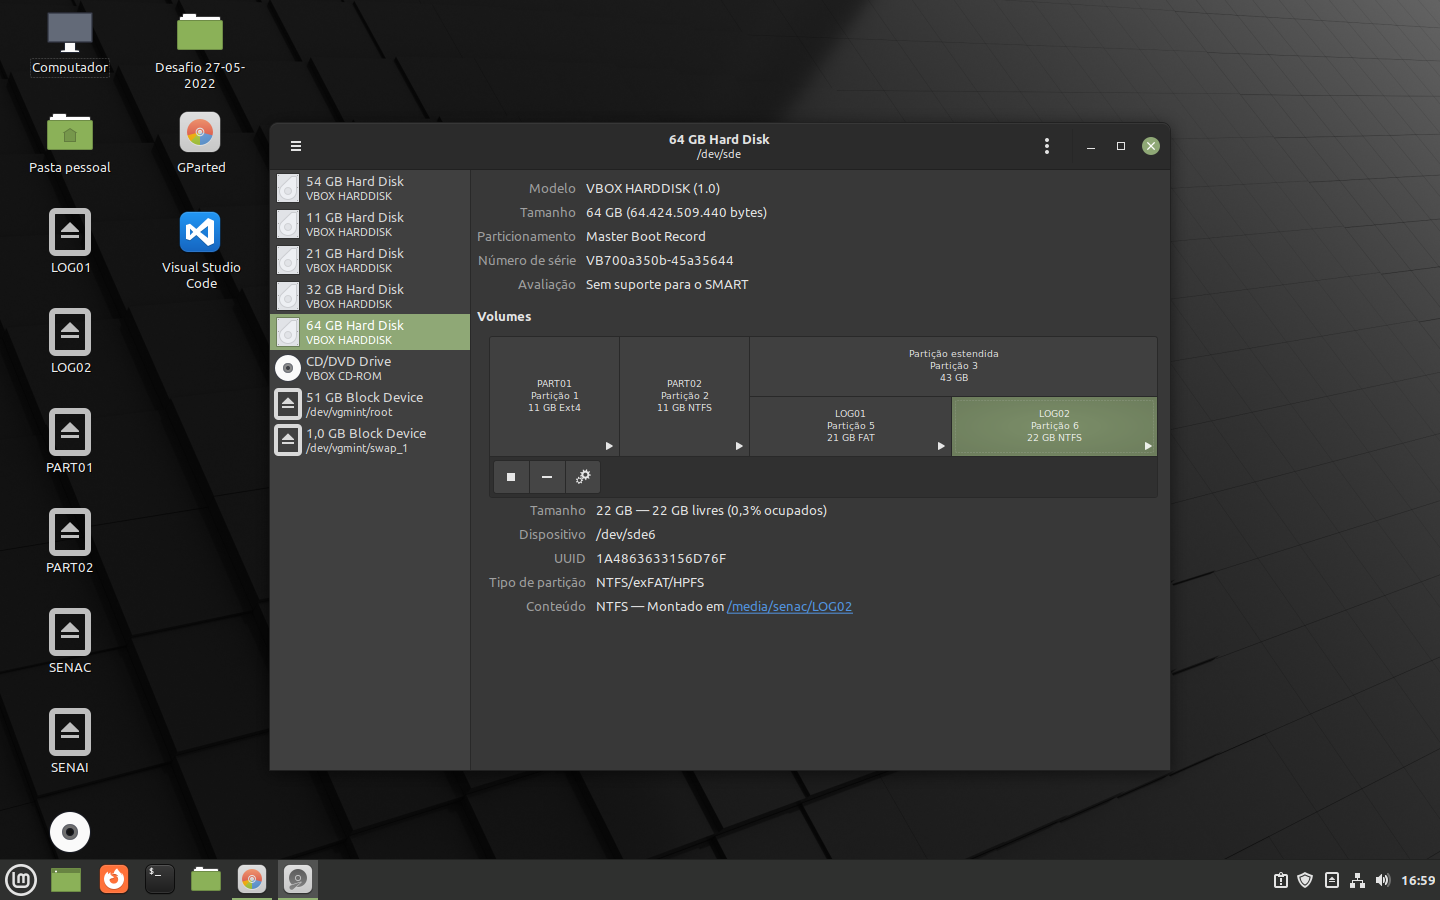 Computador
Desafio 27-05-
2022
Pasta pessoal
GParted
LOG01
Visual Studio
Code
LOG02
PART01
PART02
SENAC
SENAI
64 GB Hard Disk
/dev/sde
54 GB Hard Disk
VBOX HARDDISK
11 GB Hard Disk
VBOX HARDDISK
21 GB Hard Disk
VBOX HARDDISK
32 GB Hard Disk
VBOX HARDDISK
64 GB Hard Disk
VBOX HARDDISK
CD/DVD Drive
VBOX CD-ROM
51 GB Block Device
/dev/vgmint/root
1,0 GB Block Device
/dev/vgmint/swap_1
Modelo VBOX HARDDISK (1.0)
Tamanho 64 GB (64.424.509.440 bytes)
Particionamento Master Boot Record
Número de série VB700a350b-45a35644
Avaliação Sem suporte para o SMART
Volumes
PART01
Partição 1
11 GB Ext4
PART02
Partição 2
11 GB NTFS
Partição estendida
Partição 3
43 GB
LOG01
Partição 5
21 GB FAT
LOG02
Partição 6
22 GB NTFS
Tamanho 22 GB — 22 GB livres (0,3% ocupados)
Dispositivo /dev/sde6
UUID 1A4863633156D76F
Tipo de partição NTFS/exFAT/HPFS
Conteúdo NTFS — Montado em /media/senac/LOG02
$_
16:59